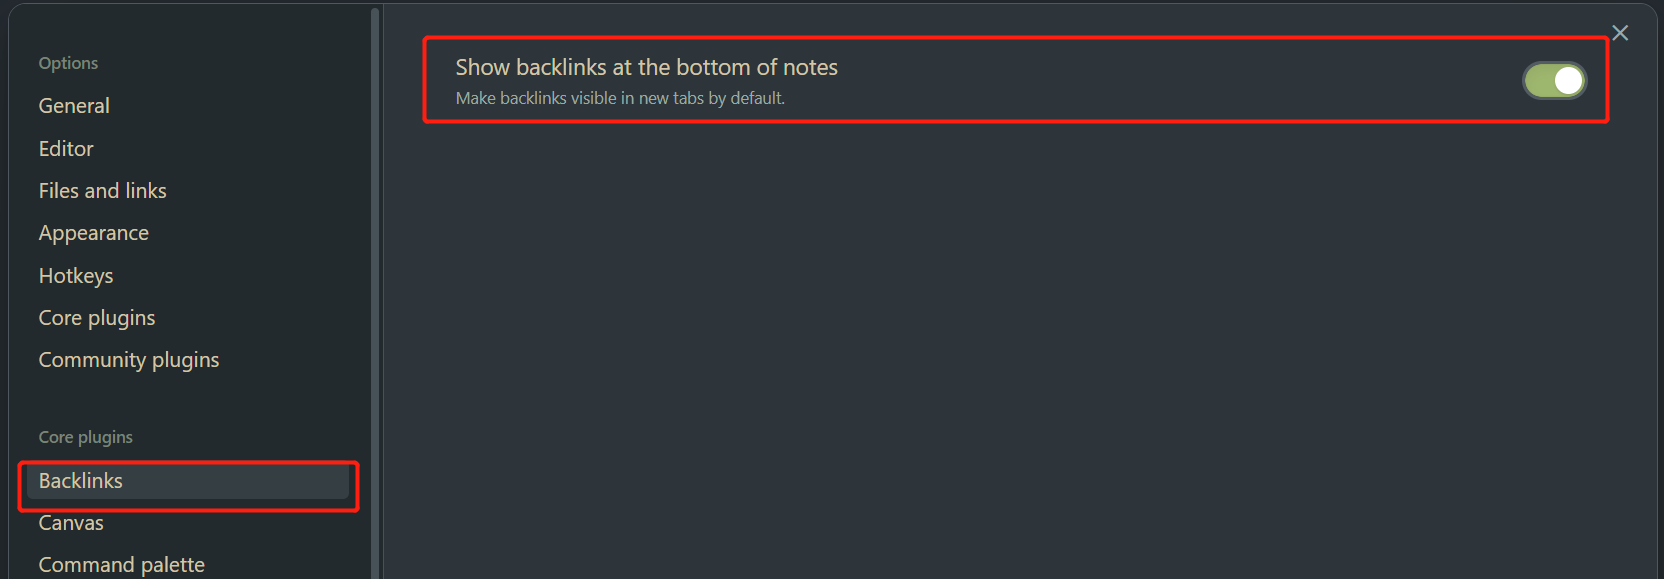 Options
General
Editor
Files and links
Appearance
Hotkeys
Core plugins
Community plugins
Core plugins
Backlinks
Canvas
Command palette
Show backlinks at the bottom of notes
Make backlinks visible in new tabs by default.